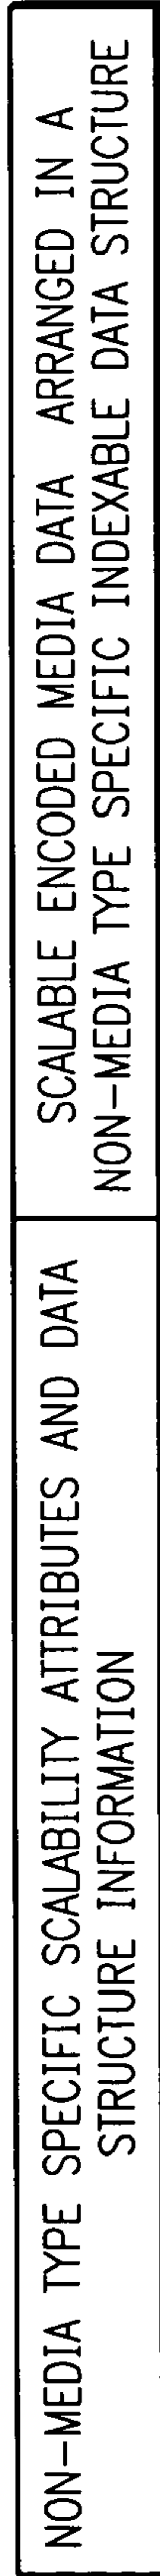 NON-MEDIA TYPE SPECIFIC SCALABILITY ATTRIBUTES AND DATA
STRUCTURE INFORMATION
SCALABLE ENCODED MEDIA DATA ARRANGED IN A
NON-MEDIA TYPE SPECIFIC INDEXABLE DATA STRUCTURE